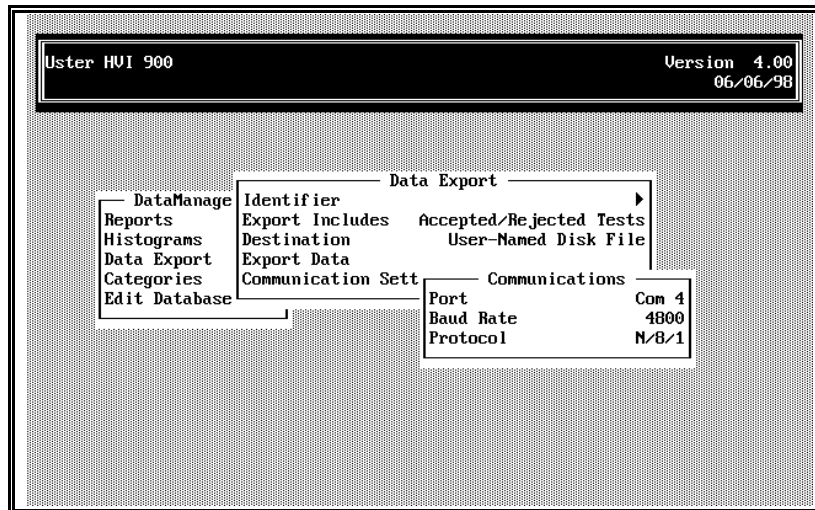 Uster HVI 900 Version 4.00
06/06/98
Data Export
DataManage
Identifier
Reports
Export Includes Accepted/Rejected Tests
Histograms
Destination User-Named Disk File
Data Export
Export Data
Categories
Communication Sett
Communications
Edit Database
Port Com 4
Baud Rate 4800
Protocol N/8/1